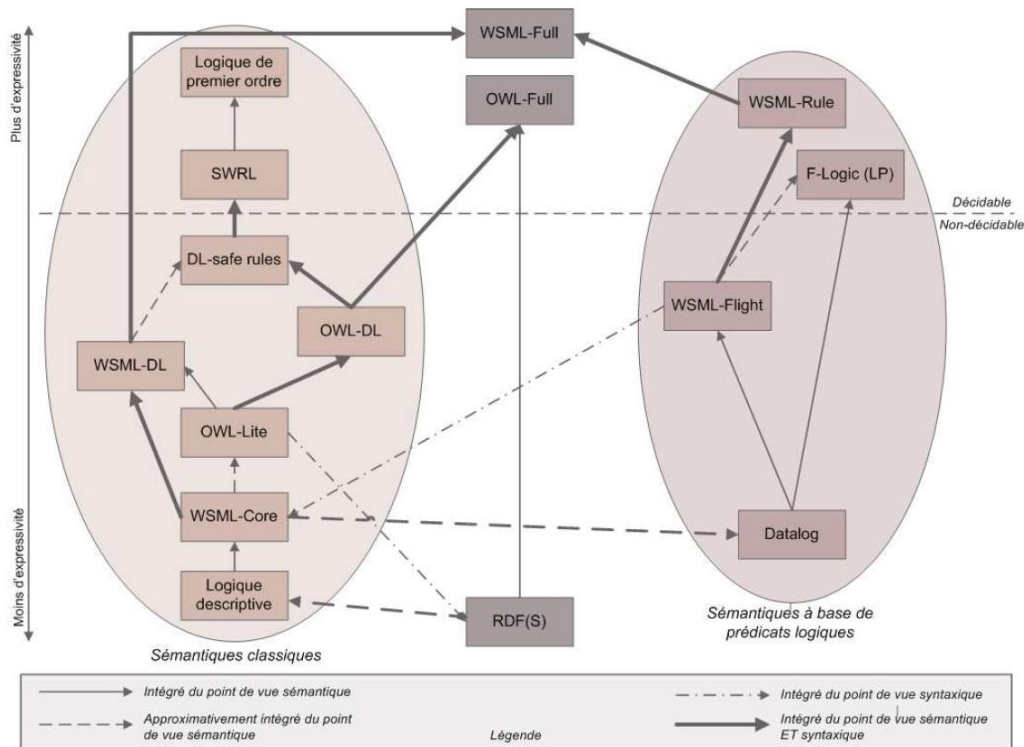 Plus d'expressivité
Moins d'expressivité
WSML-Full
Logique de
premier ordre
OWL-Full
WSML-Rule
SWRL
F-Logic (LP)
Décidable
Non-décidable
DL-safe rules
WSML-Flight
OWL-DL
WSML-DL
OWL-Lite
WSML-Core
Datalog
Logique
descriptive
RDF(S)
Sémantiques à base de
prédicats logiques
Sémantiques classiques
Intégré du point de vue sémantique
Approximativement intégré du point
de vue sémantique
Légende
Intégré du point de vue syntaxique
Intégré du point de vue sémantique
ET syntaxique